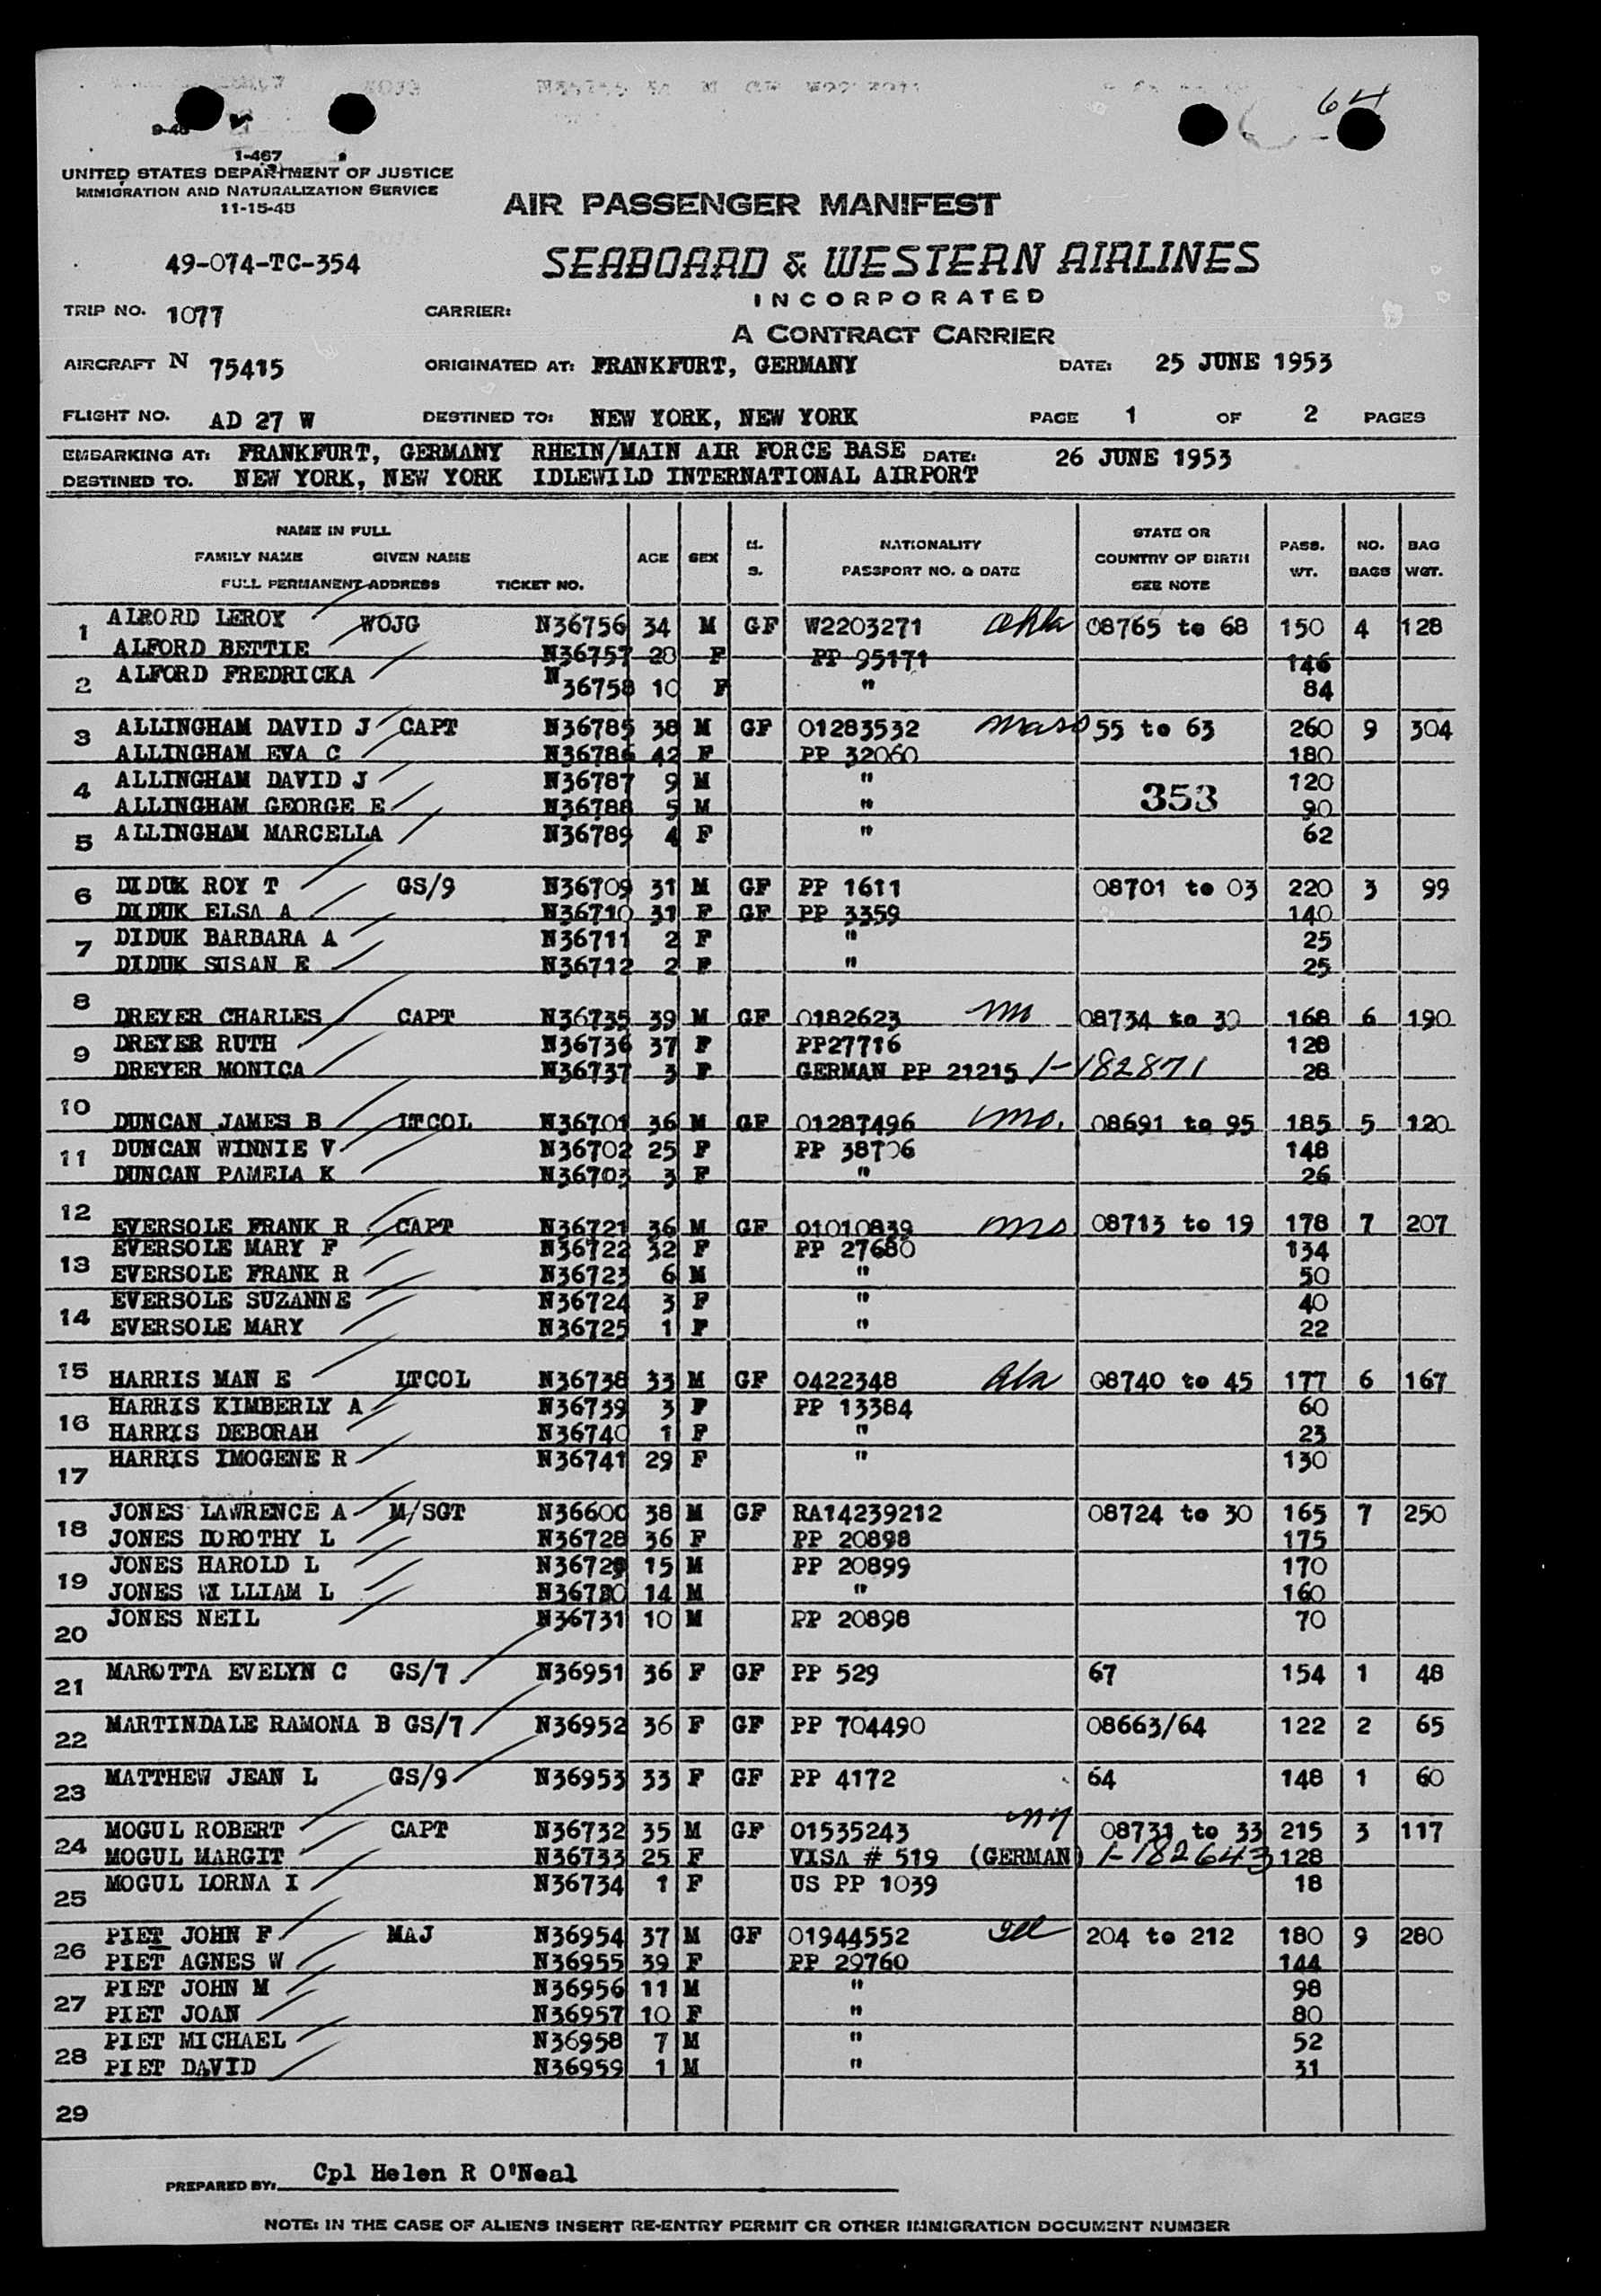 64
9-48
1-467
UNITED STATES DEPARTMENT OF JUSTICE
IMMIGRATION AND NATURALIZATION SERVICE
11-15-48
AIR PASSENGER MANIFEST
49-074-TC-354
SEABOARD & WESTERN AIRLINES
INCORPORATED
TRIP NO. 1077 CARRIER:
A CONTRACT CARRIER
AIRCRAFT N 75415 ORIGINATED AT: FRANKFURT, GERMANY DATE: 25 JUNE 1953
FLIGHT NO. AD 27 W DESTINED TO: NEW YORK, NEW YORK PAGE 1 OF 2 PAGES
EMBARKING AT: FRANKFURT, GERMANY RHEIN/MAIN AIR FORCE BASE DATE: 26 JUNE 1953
DESTINED TO. NEW YORK, NEW YORK IDLEWILD INTERNATIONAL AIRPORT
NAME IN FULL
FAMILY NAME GIVEN NAME
FULL PERMANENT ADDRESS TICKET NO. AGE SEX M. S. NATIONALITY PASSPORT NO. & DATE STATE OR COUNTRY OF BIRTH SEE NOTE PASS. WT. NO. BAGS BAG WGT.
1 ALFORD LEROY WOJG N36756 34 M GF W2203271 08765 to 68 150 4 128
ALFORD BETTIE N36757 28 F PP 95171 146
2 ALFORD FREDRICKA N 36758 10 F " 84
3 ALLINGHAM DAVID J CAPT N36785 38 M GF 01283532 mass 55 to 63 260 9 304
ALLINGHAM EVA C N36786 42 F PP 32060 180
4 ALLINGHAM DAVID J N36787 9 M " 120
ALLINGHAM GEORGE E N36788 5 M " 353 90
5 ALLINGHAM MARCELLA N36789 4 F " 62
6 DIDUK ROY T GS/9 N36709 31 M GF PP 1611 08701 to 03 220 3 99
DIDUK ELSA A N36710 31 F GF PP 3359 140
7 DIDUK BARBARA A N36711 2 F " 25
DIDUK SUSAN E N36712 2 F " 25
8 DREYER CHARLES CAPT N36735 39 M GF 0182623 08734 to 39 168 6 190
9 DREYER RUTH N36736 37 F PP27716 128
DREYER MONICA N36737 3 F GERMAN PP 21215 1-182871 28
10 DUNCAN JAMES B LTCOL N36701 36 M GF 01287496 mo. 08691 to 95 185 5 120
11 DUNCAN WINNIE V N36702 25 F PP 38706 148
DUNCAN PAMELA K N36703 3 F " 26
12 EVERSOLE FRANK R CAPT N36721 36 M GF 01010839 mo 08713 to 19 178 7 207
EVERSOLE MARY F N36722 32 F PP 27680 134
13 EVERSOLE FRANK R N36723 6 M " 50
EVERSOLE SUZANNE N36724 3 F " 40
14 EVERSOLE MARY N36725 1 F " 22
15 HARRIS MAN E LTCOL N36738 33 M GF 0422348 ala 08740 to 45 177 6 167
HARRIS KIMBERLY A N36739 3 F PP 13384 60
16 HARRIS DEBORAH N36740 1 F " 23
HARRIS IMOGENE R N36741 29 F " 130
17
18 JONES LAWRENCE A M/SGT N36600 38 M GF RA14239212 08724 to 30 165 7 250
JONES DOROTHY L N36728 36 F PP 20898 175
19 JONES HAROLD L N36729 15 M PP 20899 170
JONES WILLIAM L N36730 14 M " 160
20 JONES NEIL N36731 10 M PP 20898 70
21 MAROTTA EVELYN C GS/7 N36951 36 F GF PP 529 67 154 1 48
22 MARTINDALE RAMONA B GS/7 N36952 36 F GF PP 704490 08663/64 122 2 65
23 MATTHEW JEAN L GS/9 N36953 33 F GF PP 4172 64 148 1 60
24 MOGUL ROBERT CAPT N36732 35 M GF 01535243 ny 08731 to 33 215 3 117
MOGUL MARGIT N36733 25 F VISA # 519 (GERMAN) 1-182643 128
25 MOGUL LORNA I N36734 1 F US PP 1039 18
26 PIET JOHN F MAJ N36954 37 M GF 01944552 Ill 204 to 212 180 9 280
PIET AGNES W N36955 39 F PP 29760 144
27 PIET JOHN M N36956 11 M " 98
PIET JOAN N36957 10 F " 80
28 PIET MICHAEL N36958 7 M " 52
PIET DAVID N36959 1 M " 31
29
PREPARED BY: Cpl Helen R O'Neal
NOTE: IN THE CASE OF ALIENS INSERT RE-ENTRY PERMIT OR OTHER IMMIGRATION DOCUMENT NUMBER